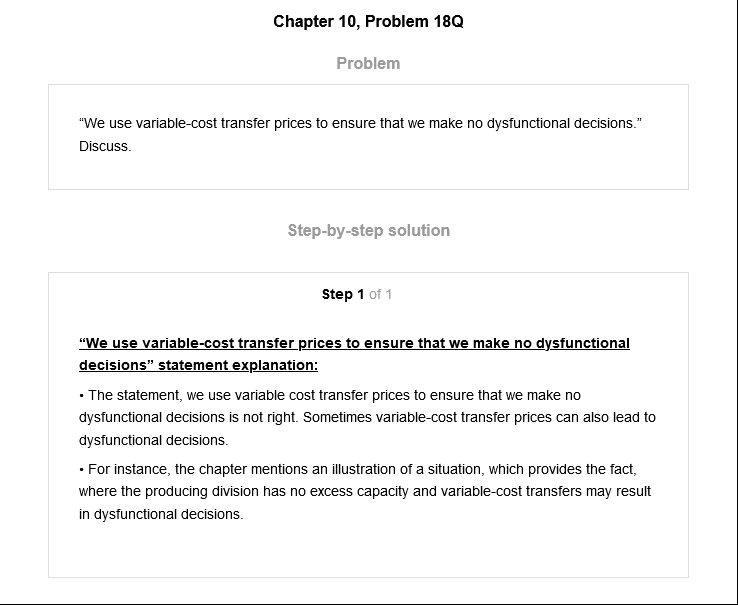 Chapter 10, Problem 18Q
Problem
“We use variable-cost transfer prices to ensure that we make no dysfunctional decisions.”
Discuss.
Step-by-step solution
Step 1 of 1
“We use variable-cost transfer prices to ensure that we make no dysfunctional
decisions” statement explanation:
• The statement, we use variable cost transfer prices to ensure that we make no
dysfunctional decisions is not right. Sometimes variable-cost transfer prices can also lead to
dysfunctional decisions.
• For instance, the chapter mentions an illustration of a situation, which provides the fact,
where the producing division has no excess capacity and variable-cost transfers may result
in dysfunctional decisions.